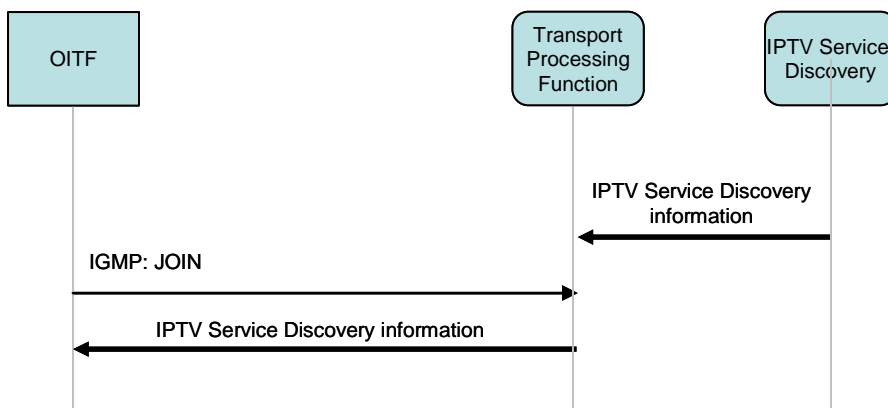 OITF
Transport
Processing
Function
IPTV Service
Discovery
IPTV Service Discovery
information
IGMP: JOIN
IPTV Service Discovery information